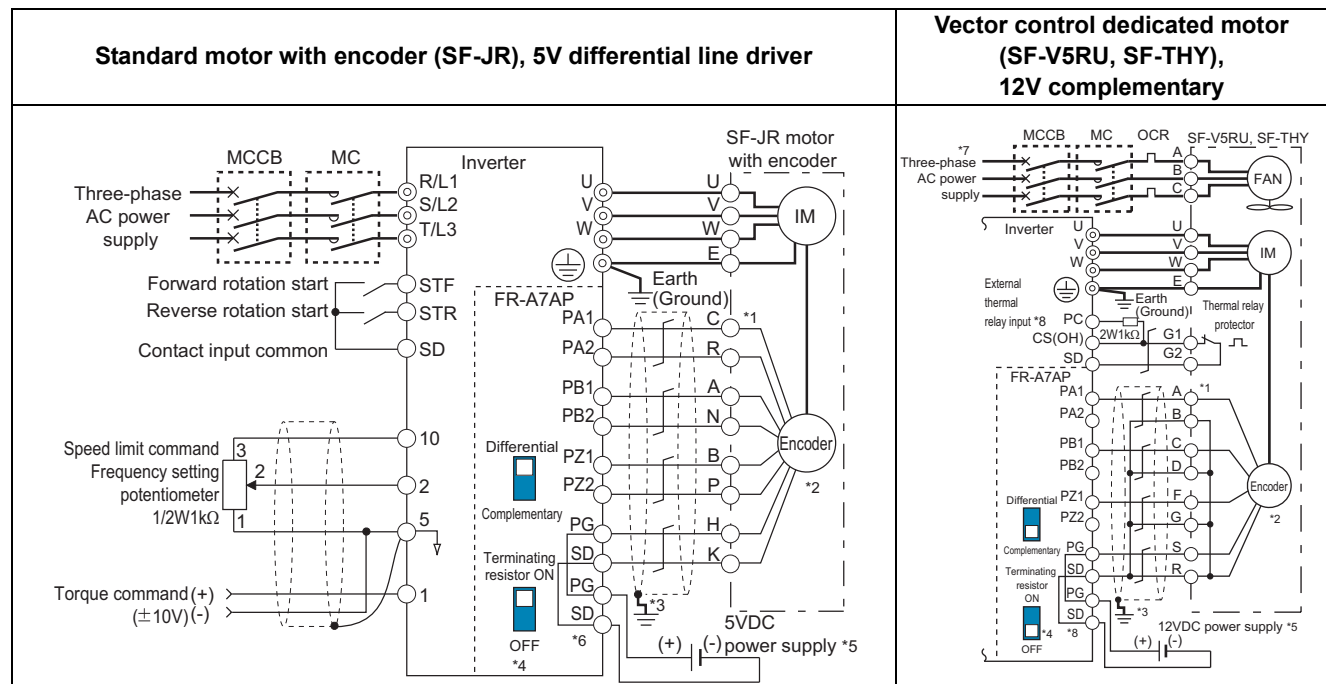 Standard motor with encoder (SF-JR), 5V differential line driver
Vector control dedicated motor
(SF-V5RU, SF-THY),
12V complementary
SF-JR motor
with encoder
MCCB
MC
Inverter
Three-phase
AC power
supply
R/L1
S/L2
T/L3
U
V
W
U
V
W
E
IM
Earth
(Ground)
Forward rotation start
Reverse rotation start
Contact input common
STF
STR
SD
FR-A7AP
PA1
PA2
PB1
PB2
PZ1
PZ2
PG
SD
PG
SD
C
R
A
N
B
P
H
K
*1
Encoder
*2
Differential
Complementary
Terminating
resistor ON
OFF
*4
*6
*3
Speed limit command
Frequency setting
potentiometer
1/2W1kΩ
3
2
1
10
2
5
1
Torque command (+)
(±10V) (-)
5VDC
(+) (-) power supply *5
MCCB
MC
OCR
SF-V5RU, SF-THY
*7
Three-phase
AC power
supply
A
B
C
FAN
Inverter
U
V
W
U
V
W
E
IM
Earth
(Ground)
External
thermal
relay input *8
PC
CS(OH)
SD
2W1kΩ
G1
G2
Thermal relay
protector
FR-A7AP
PA1
PA2
PB1
PB2
PZ1
PZ2
PG
SD
PG
SD
A
B
C
D
F
G
S
R
*1
Encoder
*2
Differential
Complementary
Terminating
resistor
ON
*4
OFF
*8
*3
12VDC power supply *5
(+) (-)